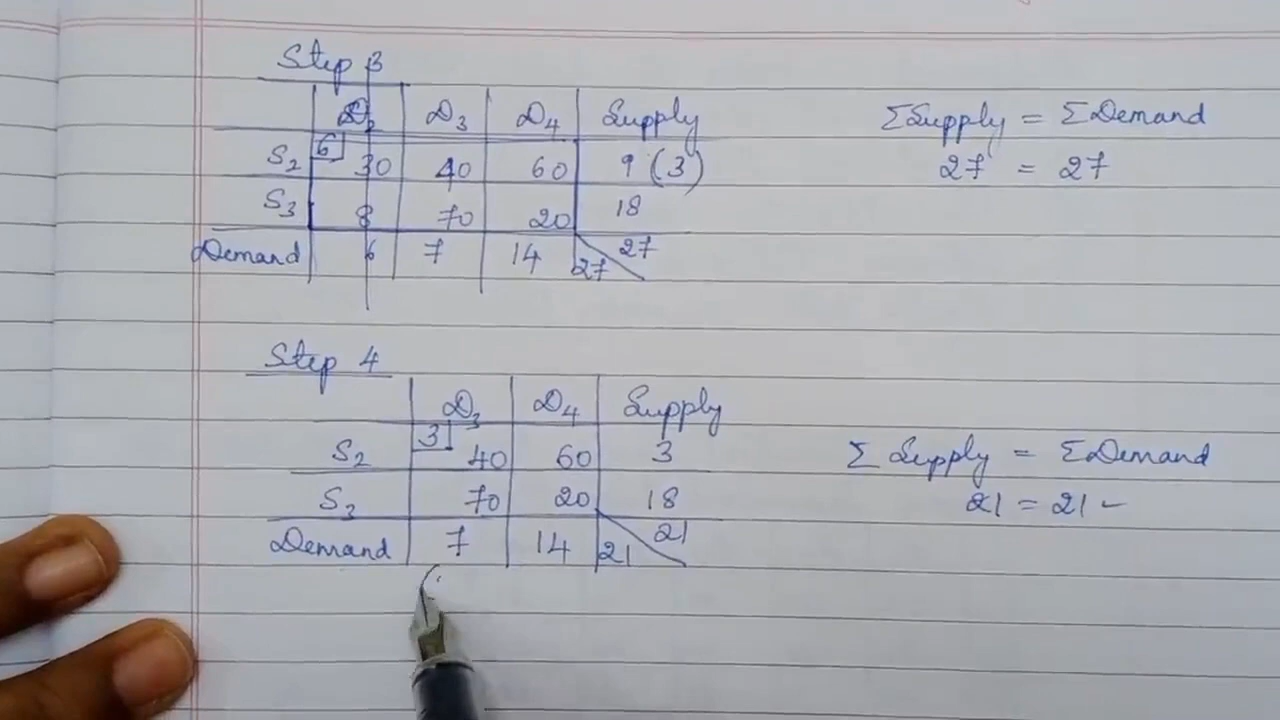 Step 3
D2 D3 D4 Supply
S2 6 30 40 60 9 (3)
S3 8 70 20 18
Demand 6 7 14 27 27
ΣSupply = ΣDemand
27 = 27
Step 4
D3 D4 Supply
S2 3 40 60 3
S3 70 20 18
Demand 7 14 21 21
(
Σ Supply = ΣDemand
21 = 21